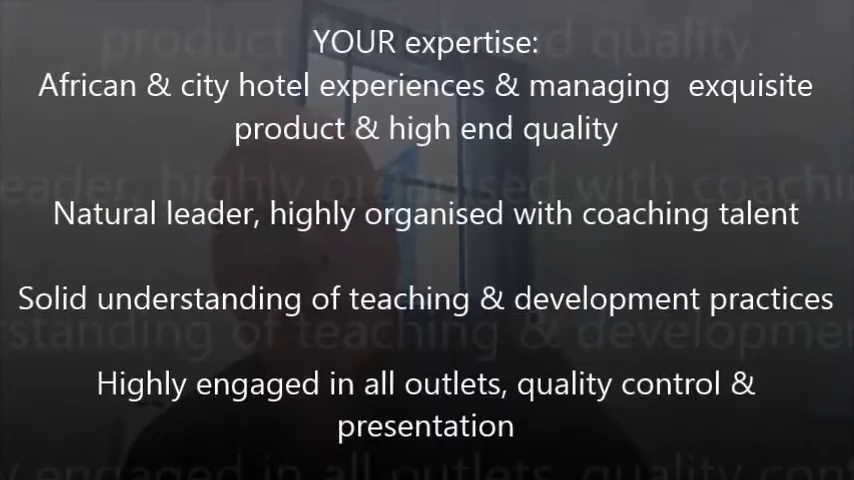 YOUR expertise:
African & city hotel experiences & managing  exquisite
product & high end quality
Natural leader, highly organised with coaching talent
Solid understanding of teaching & development practices
Highly engaged in all outlets, quality control &
presentation